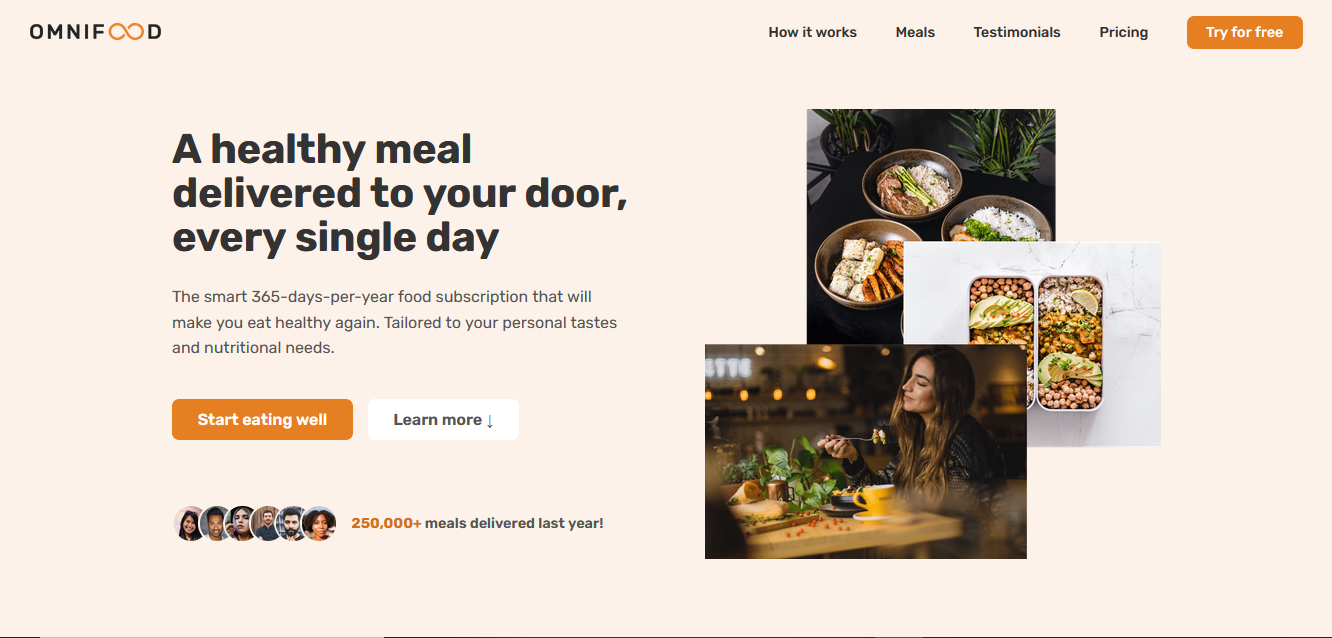 OMNIFOOD
How it works Meals Testimonials Pricing Try for free
A healthy meal
delivered to your door,
every single day
The smart 365-days-per-year food subscription that will
make you eat healthy again. Tailored to your personal tastes
and nutritional needs.
Start eating well Learn more ↓
250,000+ meals delivered last year!